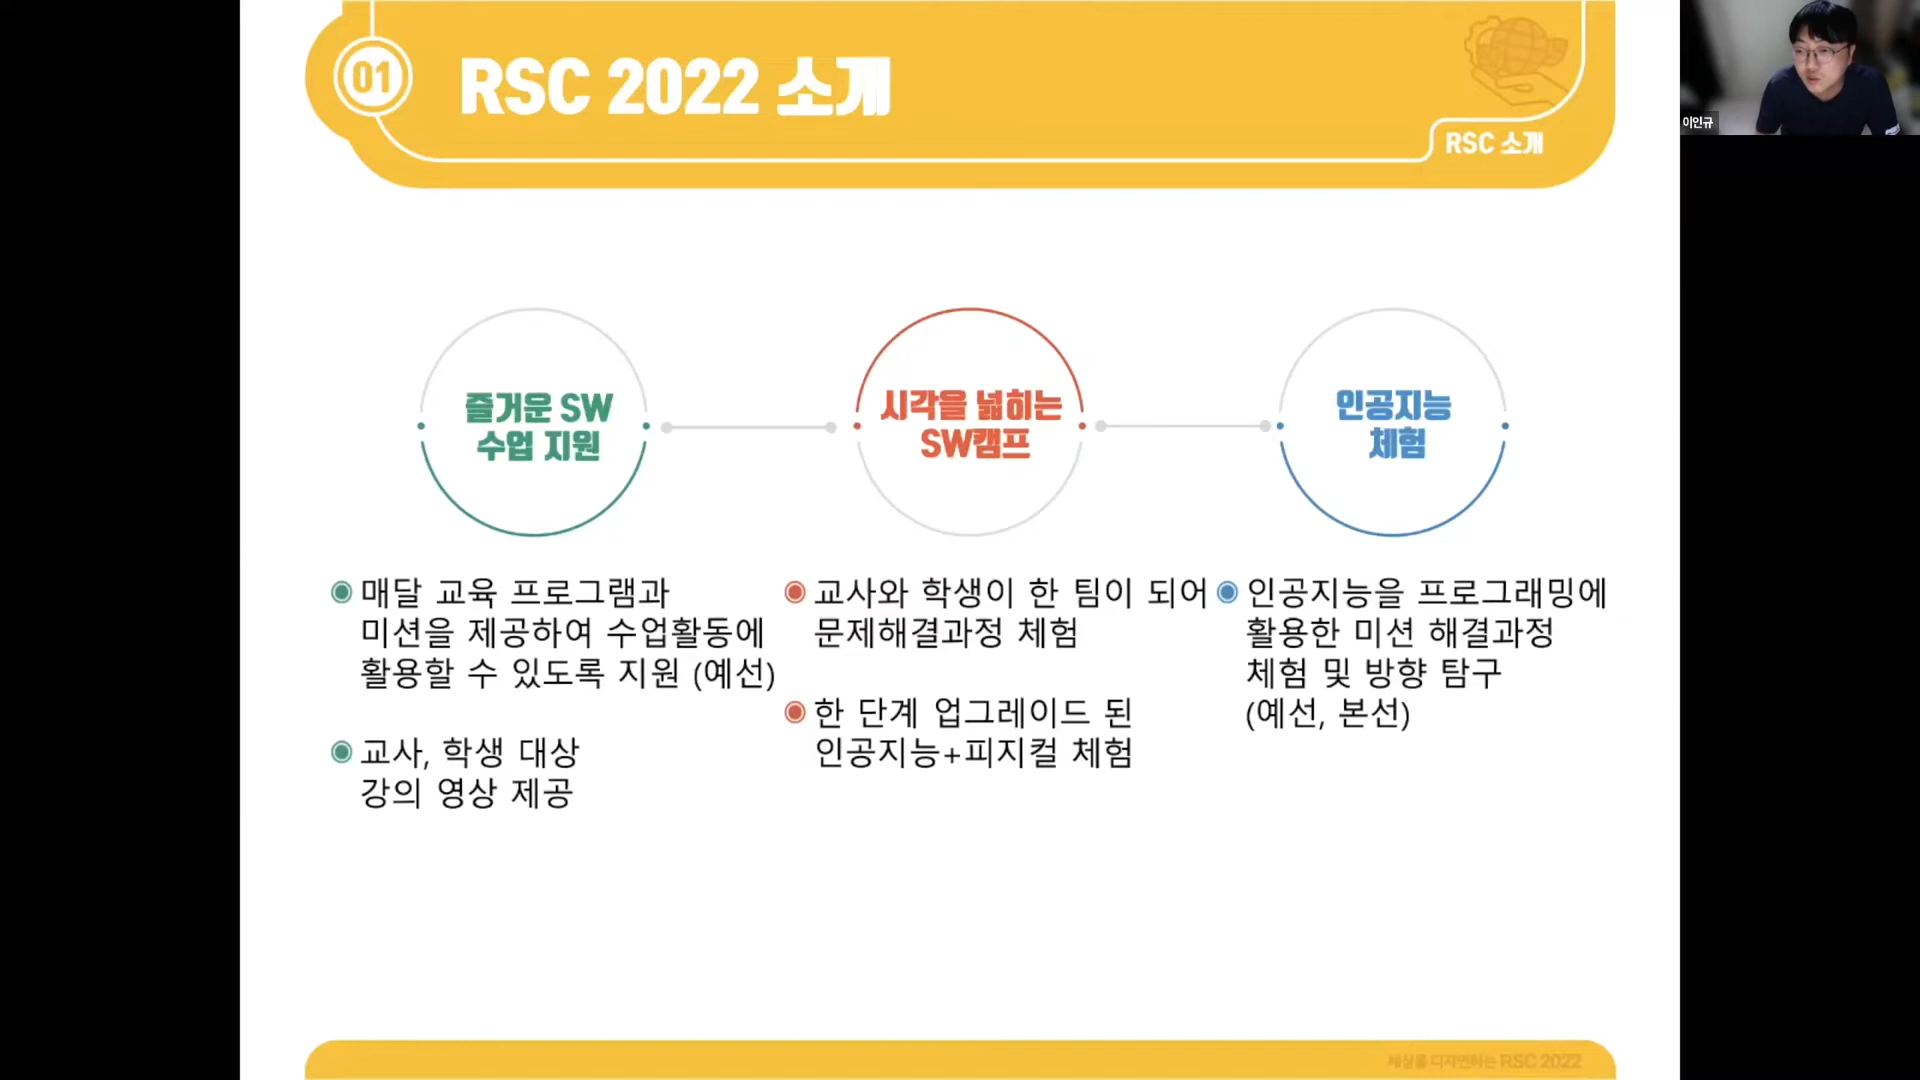 01
RSC 2022 소개
RSC 소개
이인규
즐거운 SW
수업 지원
시각을 넓히는
SW캠프
인공지능
체험
매달 교육 프로그램과
미션을 제공하여 수업활동에
활용할 수 있도록 지원 (예선)
교사, 학생 대상
강의 영상 제공
교사와 학생이 한 팀이 되어
문제해결과정 체험
한 단계 업그레이드 된
인공지능+피지컬 체험
인공지능을 프로그래밍에
활용한 미션 해결과정
체험 및 방향 탐구
(예선, 본선)
세상을 디자인하는 RSC 2022